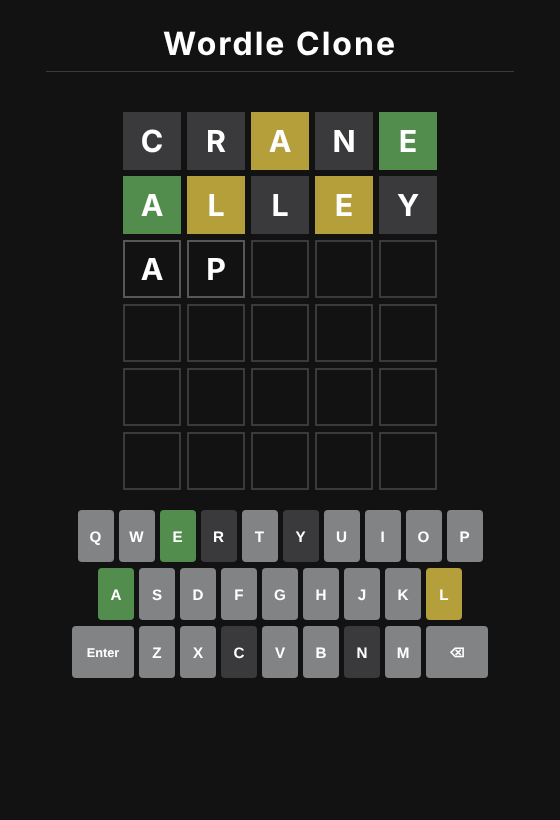 Wordle Clone
C R A N E
A L L E Y
A P
Q W E R T Y U I O P
A S D F G H J K L
Enter Z X C V B N M ⌫